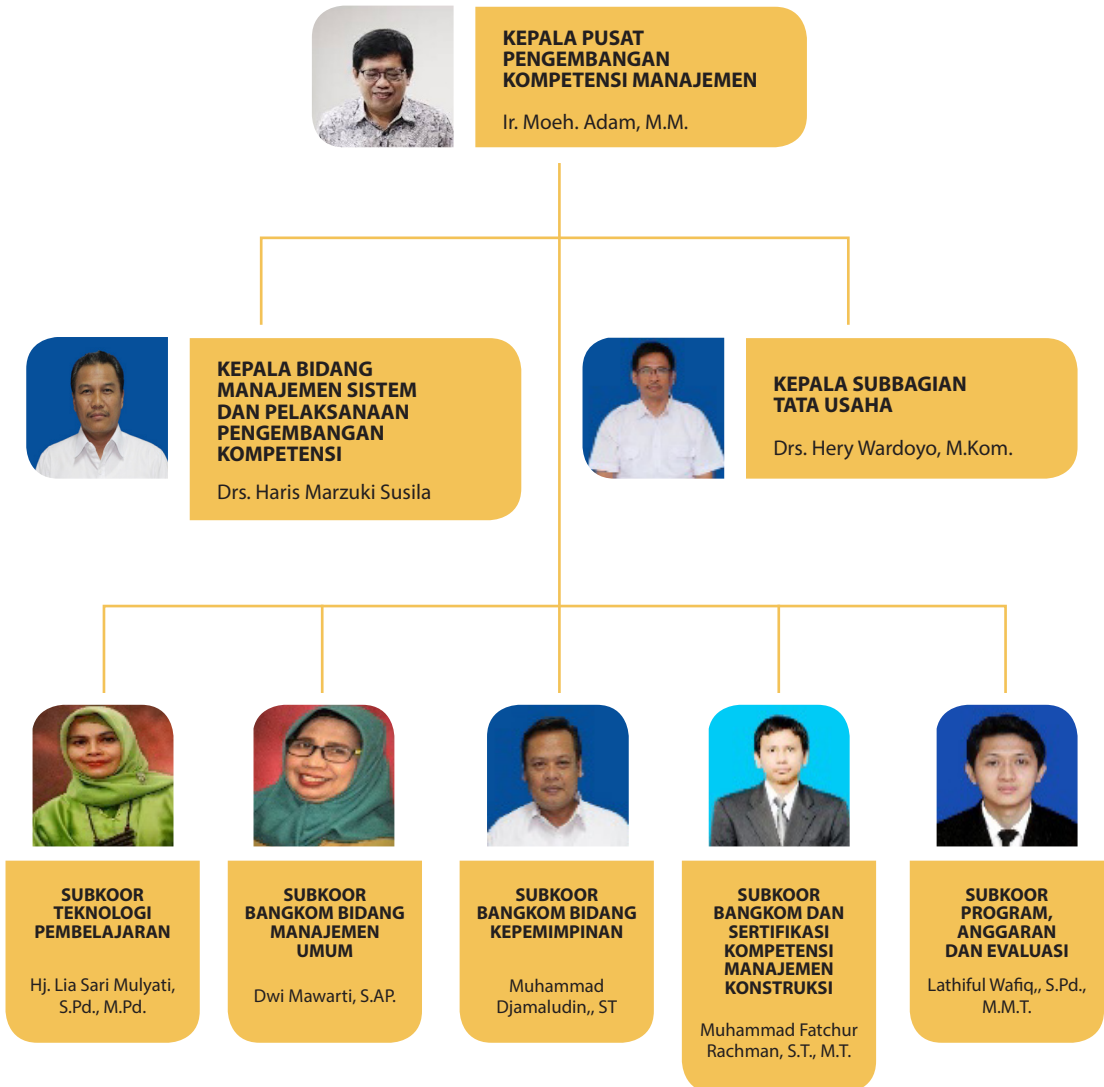 KEPALA PUSAT
PENGEMBANGAN
KOMPETENSI MANAJEMEN
Ir. Moeh. Adam, M.M.
KEPALA BIDANG
MANAJEMEN SISTEM
DAN PELAKSANAAN
PENGEMBANGAN
KOMPETENSI
Drs. Haris Marzuki Susila
KEPALA SUBBAGIAN
TATA USAHA
Drs. Hery Wardoyo, M.Kom.
SUBKOOR
TEKNOLOGI
PEMBELAJARAN
Hj. Lia Sari Mulyati,
S.Pd., M.Pd.
SUBKOOR
BANGKOM BIDANG
MANAJEMEN
UMUM
Dwi Mawarti, S.AP.
SUBKOOR
BANGKOM BIDANG
KEPEMIMPINAN
Muhammad
Djamaludin,, ST
SUBKOOR
BANGKOM DAN
SERTIFIKASI
KOMPETENSI
MANAJEMEN
KONSTRUKSI
Muhammad Fatchur
Rachman, S.T., M.T.
SUBKOOR
PROGRAM,
ANGGARAN
DAN EVALUASI
Lathiful Wafiq,, S.Pd.,
M.M.T.